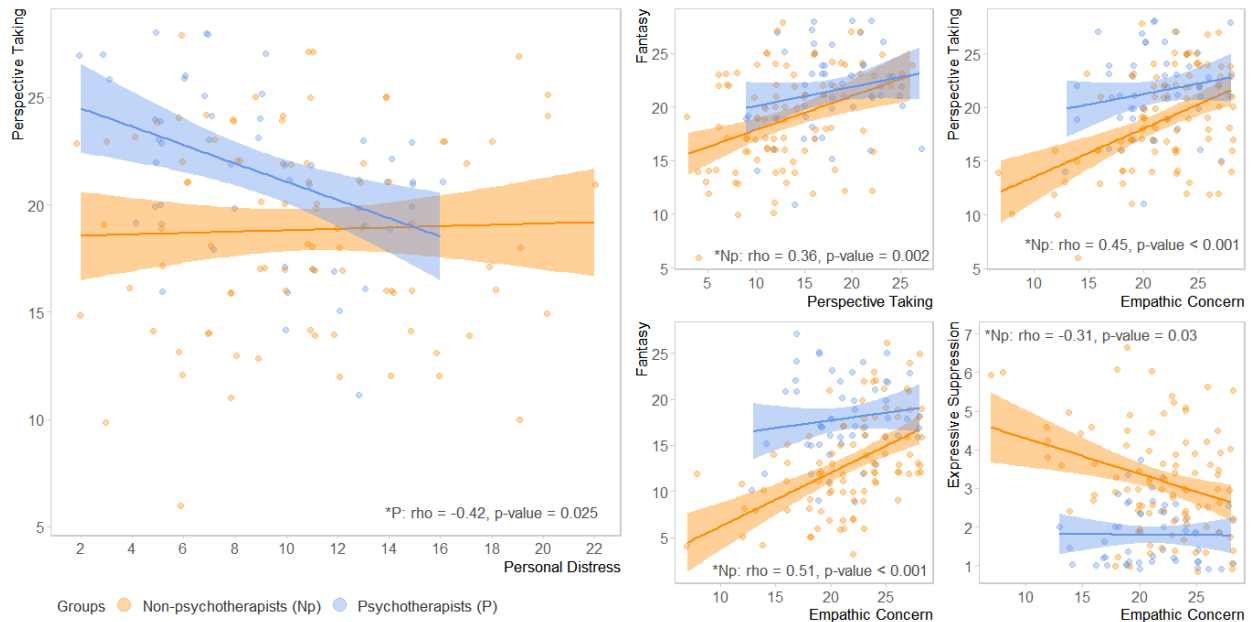 Perspective Taking
25
20
15
10
5
*P: rho = -0.42, p-value = 0.025
2 4 6 8 10 12 14 16 18 20 22
Personal Distress
Fantasy
25
20
15
10
5
*Np: rho = 0.36, p-value = 0.002
5 10 15 20 25
Perspective Taking
Perspective Taking
25
20
15
10
5
*Np: rho = 0.45, p-value < 0.001
10 15 20 25
Empathic Concern
Fantasy
25
20
15
10
5
0
*Np: rho = 0.51, p-value < 0.001
10 15 20 25
Empathic Concern
Expressive Suppression
*Np: rho = -0.31, p-value = 0.03
7
6
5
4
3
2
1
10 15 20 25
Empathic Concern
Groups Non-psychotherapists (Np) Psychotherapists (P)